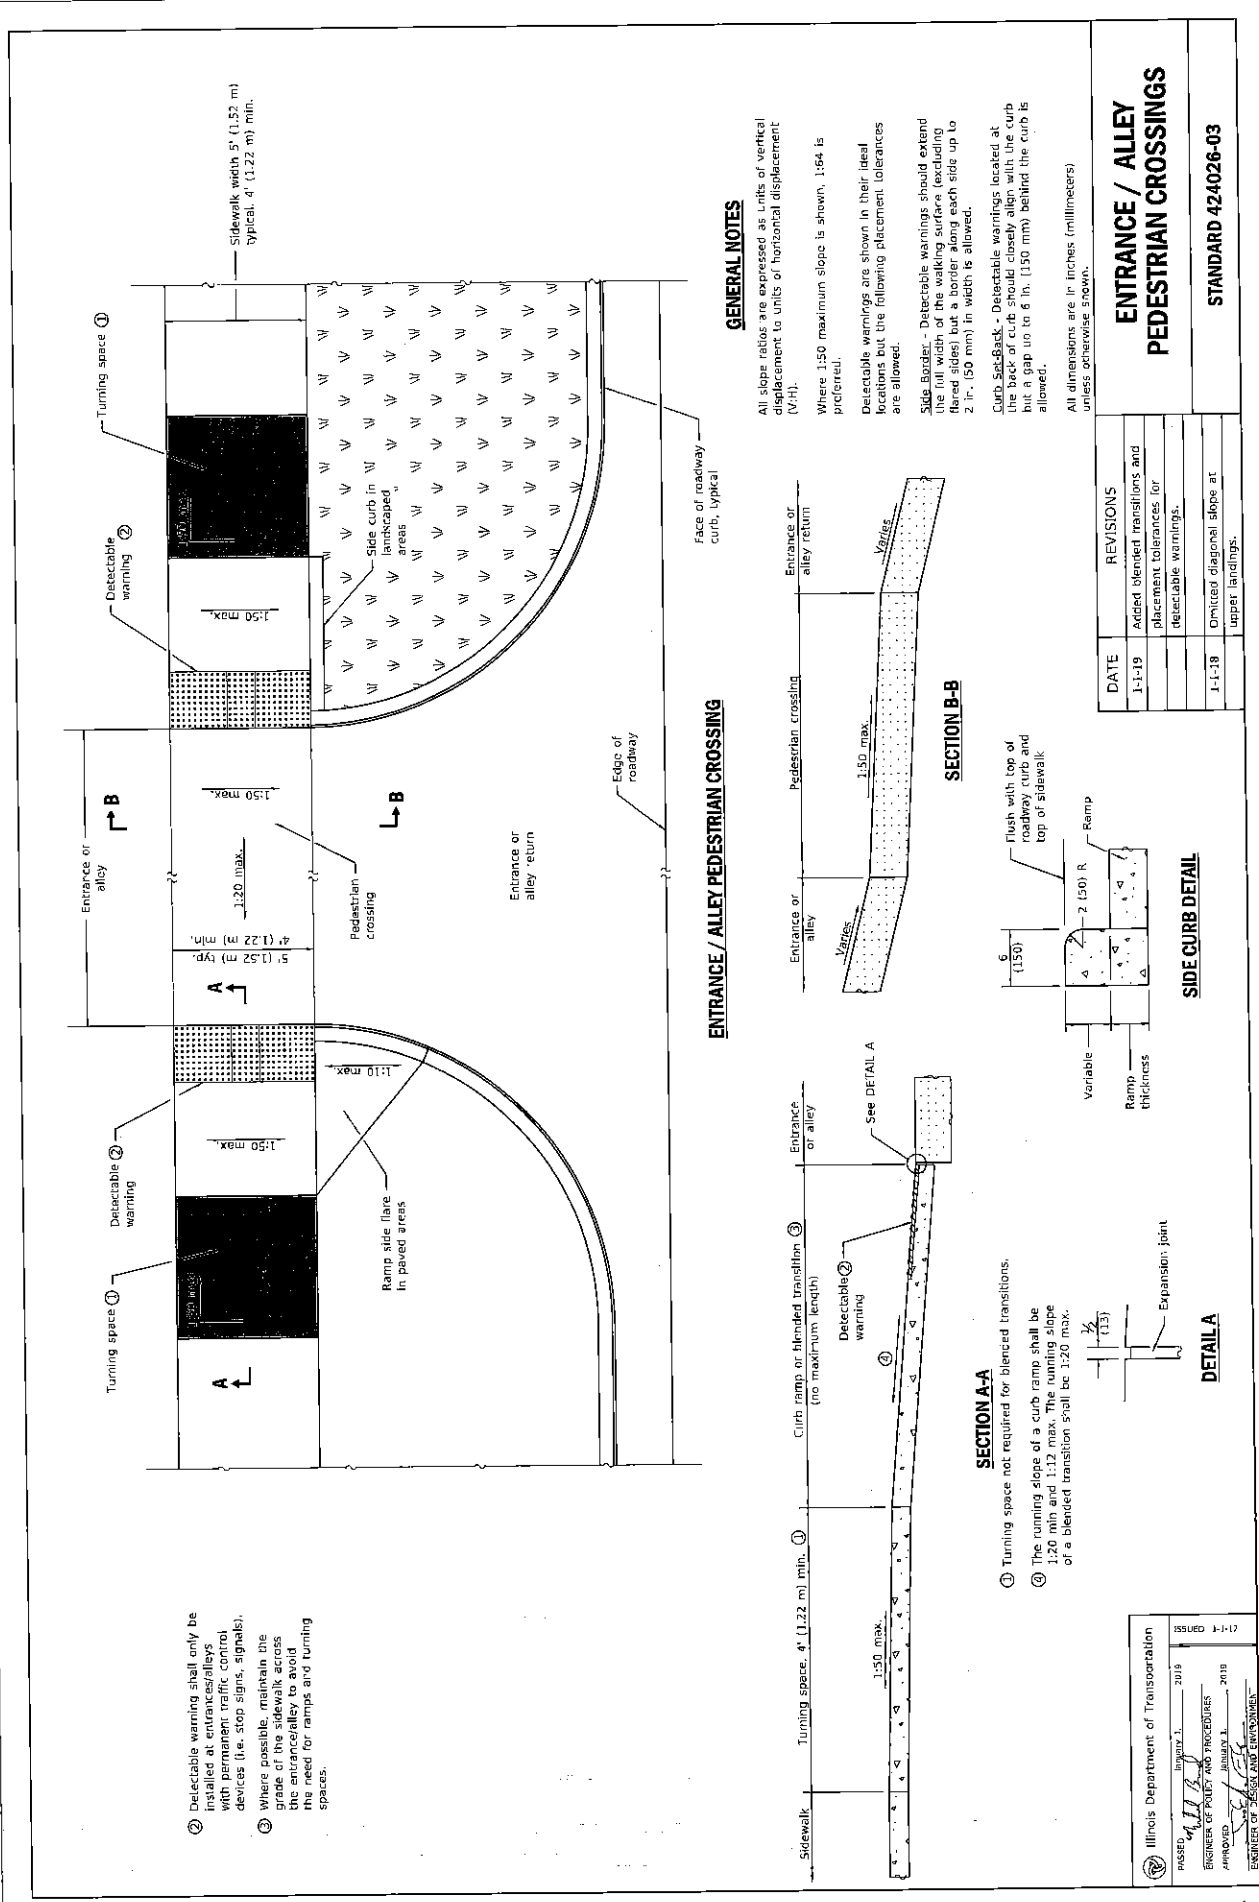 Sidewalk width 5' (1.52 m)
typical. 4' (1.22 m) min.
Turning space ①
Detectable
warning ②
Side curb in
landscaped
areas
Face of roadway
curb, typical
1:50 max.
Entrance or
alley
B
1:50 max.
1:20 max.
B
Pedestrian
crossing
Entrance or
alley return
Edge of
roadway
5' (1.52 m) typ.
4' (1.22 m) min.
A
Detectable ②
warning
1:50 max.
1:10 max.
Turning space ①
Ramp side flare
in paved areas
A
ENTRANCE / ALLEY PEDESTRIAN CROSSING
② Detectable warning shall only be
installed at entrances/alleys
with permanent traffic control
devices (i.e. stop signs, signals).
③ Where possible, maintain the
grade of the sidewalk across
the entrance/alley to avoid
the need for ramps and turning
spaces.
GENERAL NOTES
All slope ratios are expressed as units of vertical
displacement to units of horizontal displacement
(V:H).
Where 1:50 maximum slope is shown, 1:64 is
preferred.
Detectable warnings are shown in their ideal
locations but the following placement tolerances
are allowed.
Side Border - Detectable warnings should extend
the full width of the walking surface (excluding
flared sides) but a border along each side up to
2 in. (50 mm) in width is allowed.
Curb Set-Back - Detectable warnings located at
the back of curb should closely align with the curb
but a gap up to 6 in. (150 mm) behind the curb is
allowed.
All dimensions are in inches (millimeters)
unless otherwise shown.
Sidewalk
Turning space, 4' (1.22 m) min. ①
Curb ramp or blended transition ③
(no maximum length)
Entrance
or alley
1:50 max.
④
Detectable ②
warning
See DETAIL A
SECTION A-A
Entrance or
alley
Pedestrian crossing
Entrance or
alley return
Varies
1:50 max.
Varies
SECTION B-B
① Turning space not required for blended transitions.
④ The running slope of a curb ramp shall be
1:20 min and 1:12 max. The running slope
of a blended transition shall be 1:20 max.
½
(13)
Expansion joint
DETAIL A
6
(150)
Flush with top of
roadway curb and
top of sidewalk
2 (50) R
Ramp
Variable
Ramp
thickness
SIDE CURB DETAIL
Illinois Department of Transportation
PASSED January 1, 2019
ENGINEER OF POLICY AND PROCEDURES
APPROVED January 1, 2019
ENGINEER OF DESIGN AND ENVIRONMENT
ISSUED 1-1-17
DATE REVISIONS
1-1-19 Added blended transitions and
placement tolerances for
detectable warnings.
1-1-18 Omitted diagonal slope at
upper landings.
ENTRANCE / ALLEY
PEDESTRIAN CROSSINGS
STANDARD 424026-03